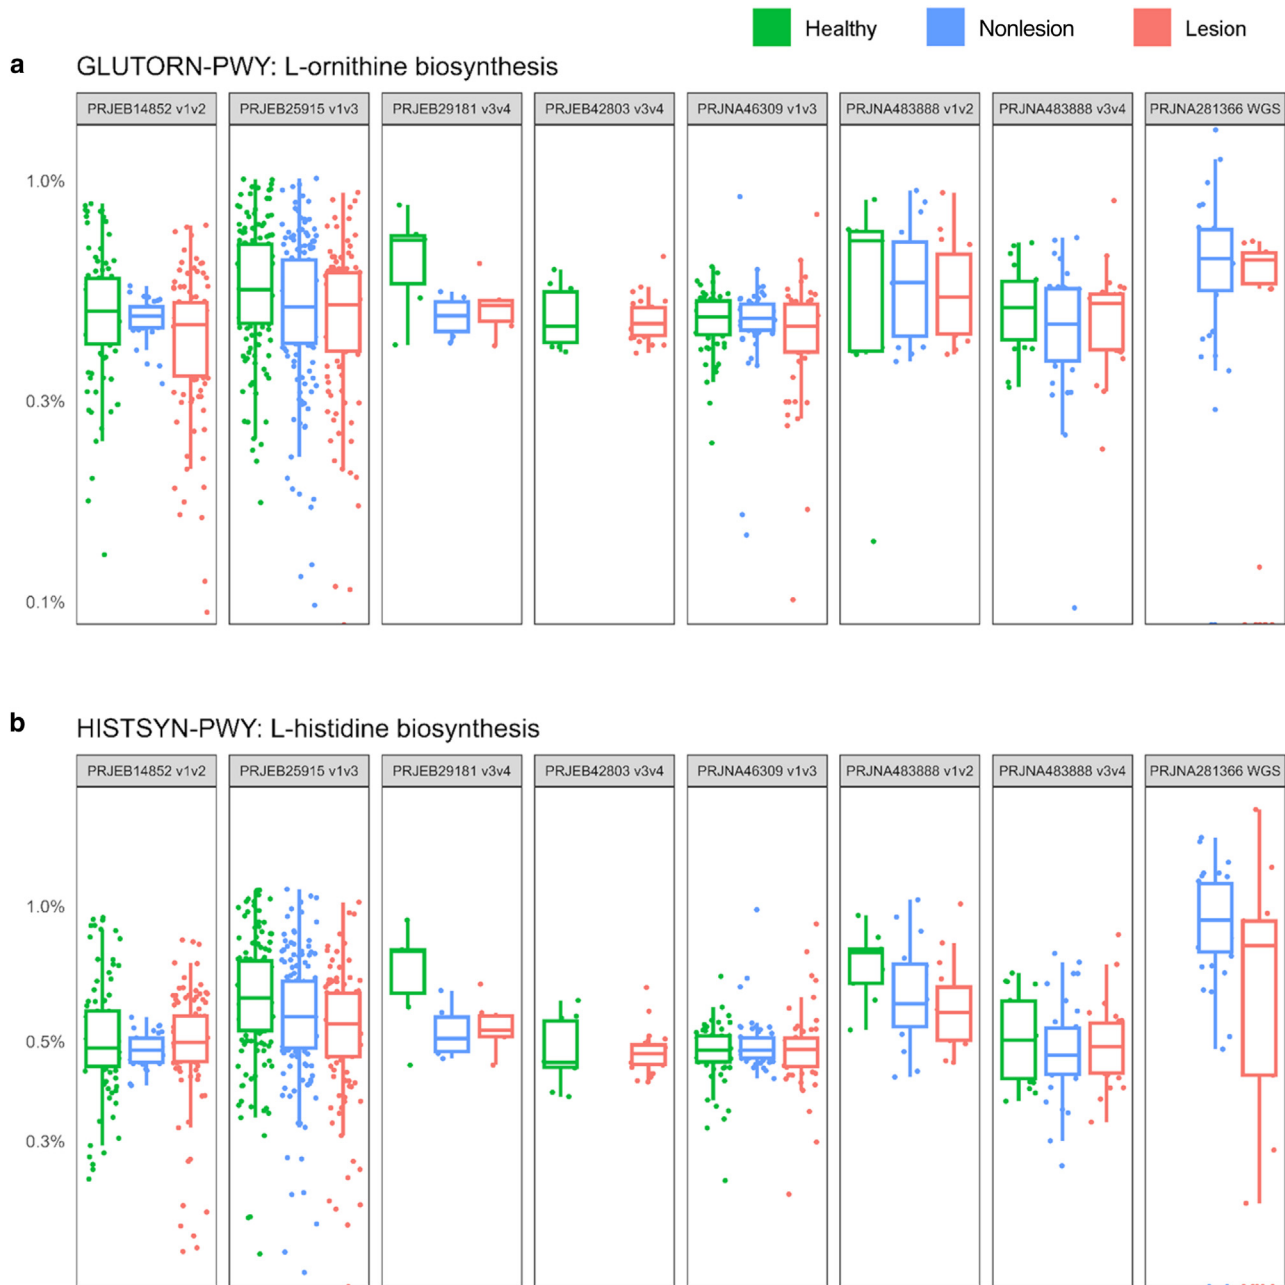 Healthy Nonlesion Lesion
a GLUTORN-PWY: L-ornithine biosynthesis
PRJEB14852 v1v2 PRJEB25915 v1v3 PRJEB29181 v3v4 PRJEB42803 v3v4 PRJNA46309 v1v3 PRJNA483888 v1v2 PRJNA483888 v3v4 PRJNA281366 WGS
1.0%
0.3%
0.1%
b HISTSYN-PWY: L-histidine biosynthesis
PRJEB14852 v1v2 PRJEB25915 v1v3 PRJEB29181 v3v4 PRJEB42803 v3v4 PRJNA46309 v1v3 PRJNA483888 v1v2 PRJNA483888 v3v4 PRJNA281366 WGS
1.0%
0.5%
0.3%